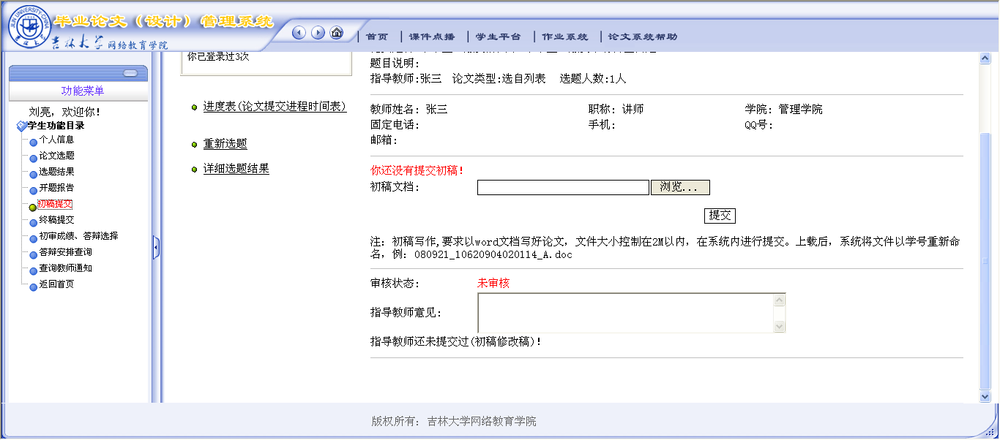 JILIN UNIVERSITY CHINA
毕业论文（设计）管理系统
吉林大学 网络教育学院
首页
课件点播
学生平台
作业系统
论文系统帮助
功能菜单
刘亮，欢迎你！
学生功能目录
个人信息
论文选题
选题结果
开题报告
初稿提交
终稿提交
初审成绩、答辩选择
答辩安排查询
查询教师通知
返回首页
你已登录过3次
进度表(论文提交进程时间表)
重新选题
详细选题结果
题目说明：
指导教师:张三 论文类型:选自列表 选题人数:1人
教师姓名：张三 职称：讲师 学院：管理学院
固定电话： 手机： QQ号：
邮箱：
你还没有提交初稿！
初稿文档： 浏览...
提交
注：初稿写作,要求以word文档写好论文，文件大小控制在2M以内，在系统内进行提交。上载后，系统将文件以学号重新命
名，例：080921_10620904020114_A.doc
审核状态： 未审核
指导教师意见：
指导教师还未提交过(初稿修改稿)！
版权所有：吉林大学网络教育学院